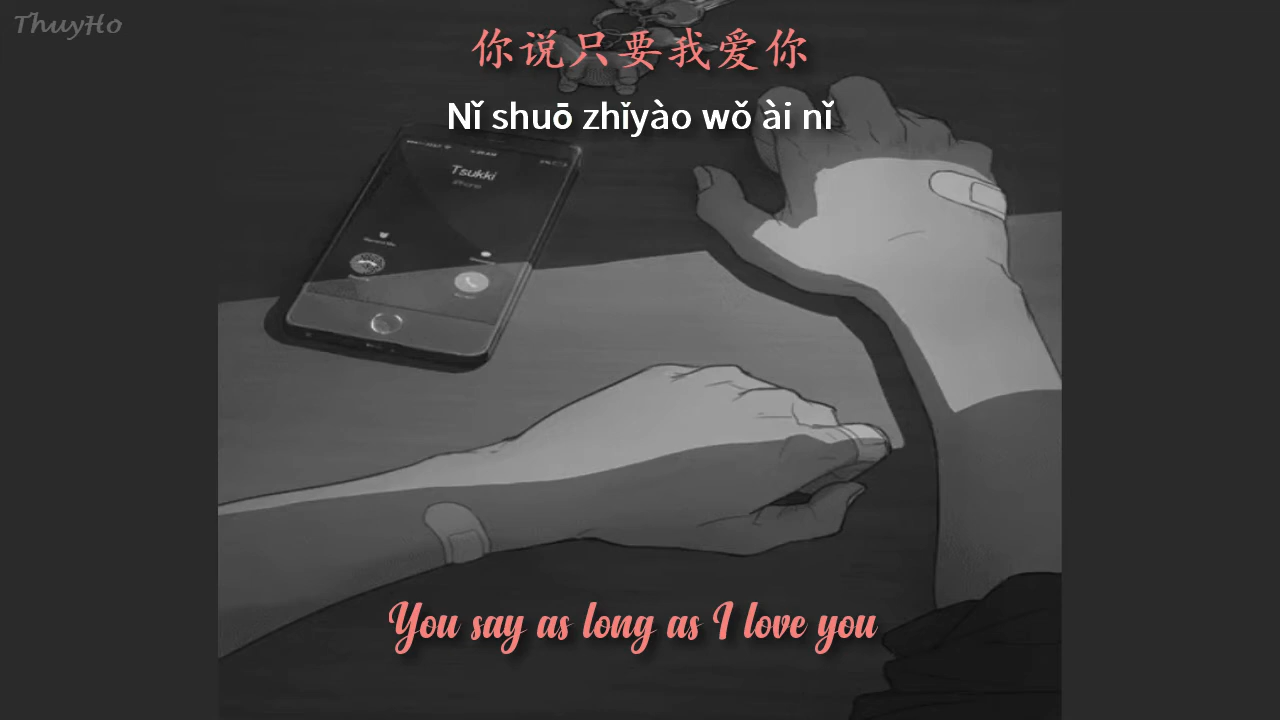 ThuyHo
你说只要我爱你
Nǐ shuō zhǐyào wǒ ài nǐ
Tsukki
iPhone
You say as long as I love you